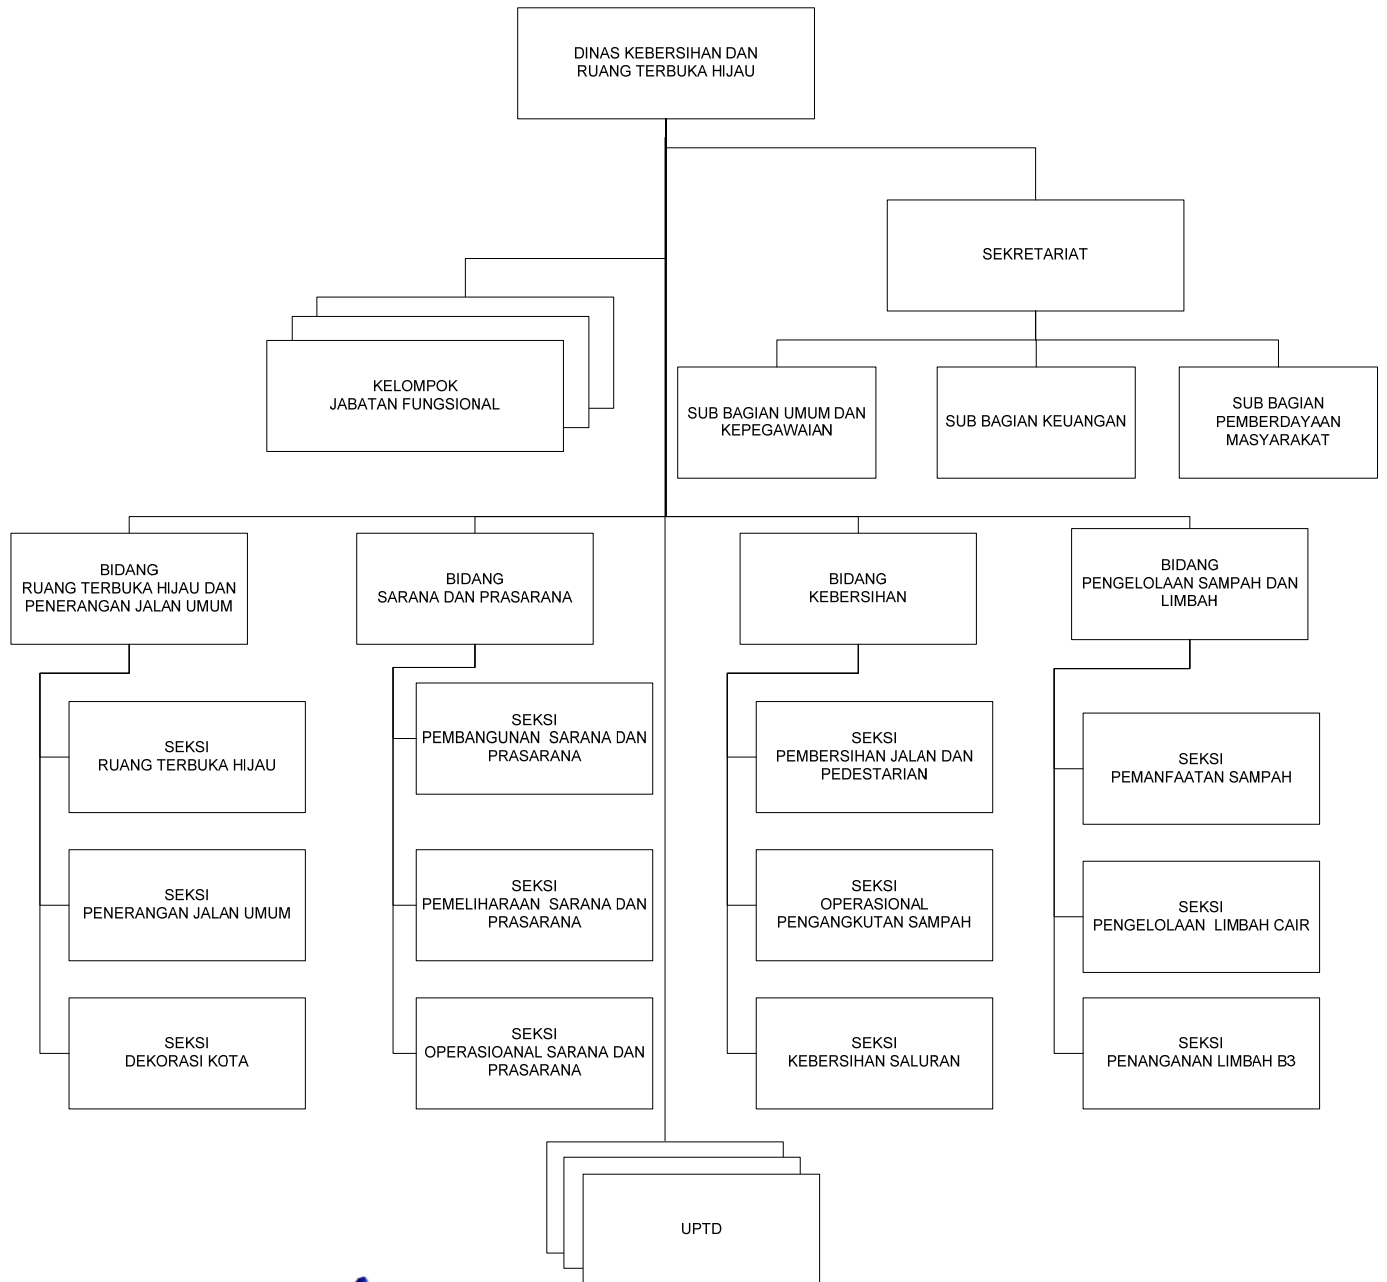 DINAS KEBERSIHAN DAN
RUANG TERBUKA HIJAU
SEKRETARIAT
KELOMPOK
JABATAN FUNGSIONAL
SUB BAGIAN UMUM DAN
KEPEGAWAIAN
SUB BAGIAN KEUANGAN
SUB BAGIAN
PEMBERDAYAAN
MASYARAKAT
BIDANG
RUANG TERBUKA HIJAU DAN
PENERANGAN JALAN UMUM
BIDANG
SARANA DAN PRASARANA
BIDANG
KEBERSIHAN
BIDANG
PENGELOLAAN SAMPAH DAN
LIMBAH
SEKSI
RUANG TERBUKA HIJAU
SEKSI
PENERANGAN JALAN UMUM
SEKSI
DEKORASI KOTA
SEKSI
PEMBANGUNAN SARANA DAN
PRASARANA
SEKSI
PEMELIHARAAN SARANA DAN
PRASARANA
SEKSI
OPERASIOANAL SARANA DAN
PRASARANA
SEKSI
PEMBERSIHAN JALAN DAN
PEDESTARIAN
SEKSI
OPERASIONAL
PENGANGKUTAN SAMPAH
SEKSI
KEBERSIHAN SALURAN
SEKSI
PEMANFAATAN SAMPAH
SEKSI
PENGELOLAAN LIMBAH CAIR
SEKSI
PENANGANAN LIMBAH B3
UPTD